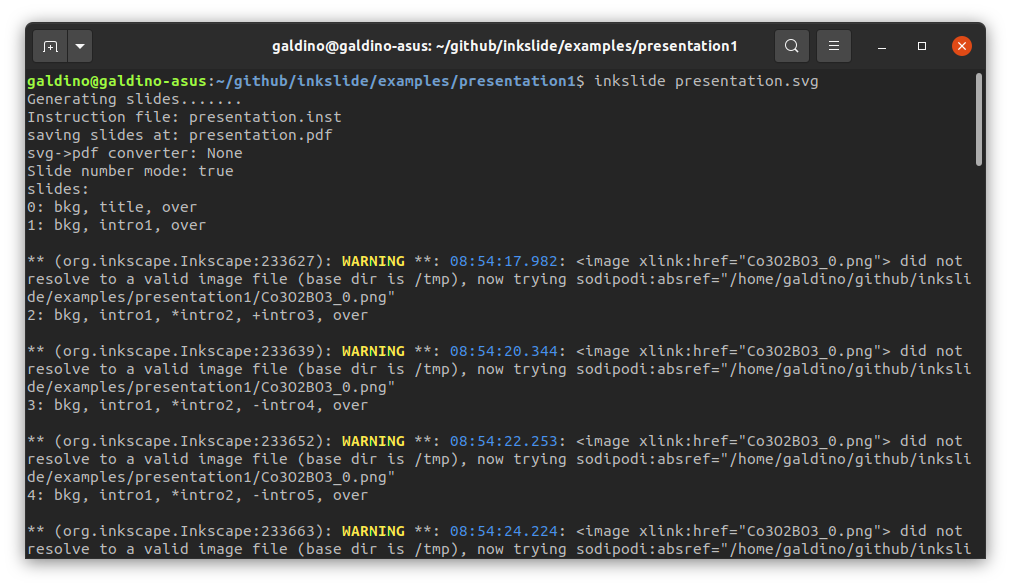 galdino@galdino-asus: ~/github/inkslide/examples/presentation1
galdino@galdino-asus:~/github/inkslide/examples/presentation1$ inkslide presentation.svg
Generating slides.......
Instruction file: presentation.inst
saving slides at: presentation.pdf
svg->pdf converter: None
Slide number mode: true
slides:
0: bkg, title, over
1: bkg, intro1, over
** (org.inkscape.Inkscape:233627): WARNING **: 08:54:17.982: <image xlink:href="Co3O2BO3_0.png"> did not
resolve to a valid image file (base dir is /tmp), now trying sodipodi:absref="/home/galdino/github/inksli
de/examples/presentation1/Co3O2BO3_0.png"
2: bkg, intro1, *intro2, +intro3, over
** (org.inkscape.Inkscape:233639): WARNING **: 08:54:20.344: <image xlink:href="Co3O2BO3_0.png"> did not
resolve to a valid image file (base dir is /tmp), now trying sodipodi:absref="/home/galdino/github/inksli
de/examples/presentation1/Co3O2BO3_0.png"
3: bkg, intro1, *intro2, -intro4, over
** (org.inkscape.Inkscape:233652): WARNING **: 08:54:22.253: <image xlink:href="Co3O2BO3_0.png"> did not
resolve to a valid image file (base dir is /tmp), now trying sodipodi:absref="/home/galdino/github/inksli
de/examples/presentation1/Co3O2BO3_0.png"
4: bkg, intro1, *intro2, -intro5, over
** (org.inkscape.Inkscape:233663): WARNING **: 08:54:24.224: <image xlink:href="Co3O2BO3_0.png"> did not
resolve to a valid image file (base dir is /tmp), now trying sodipodi:absref="/home/galdino/github/inksli